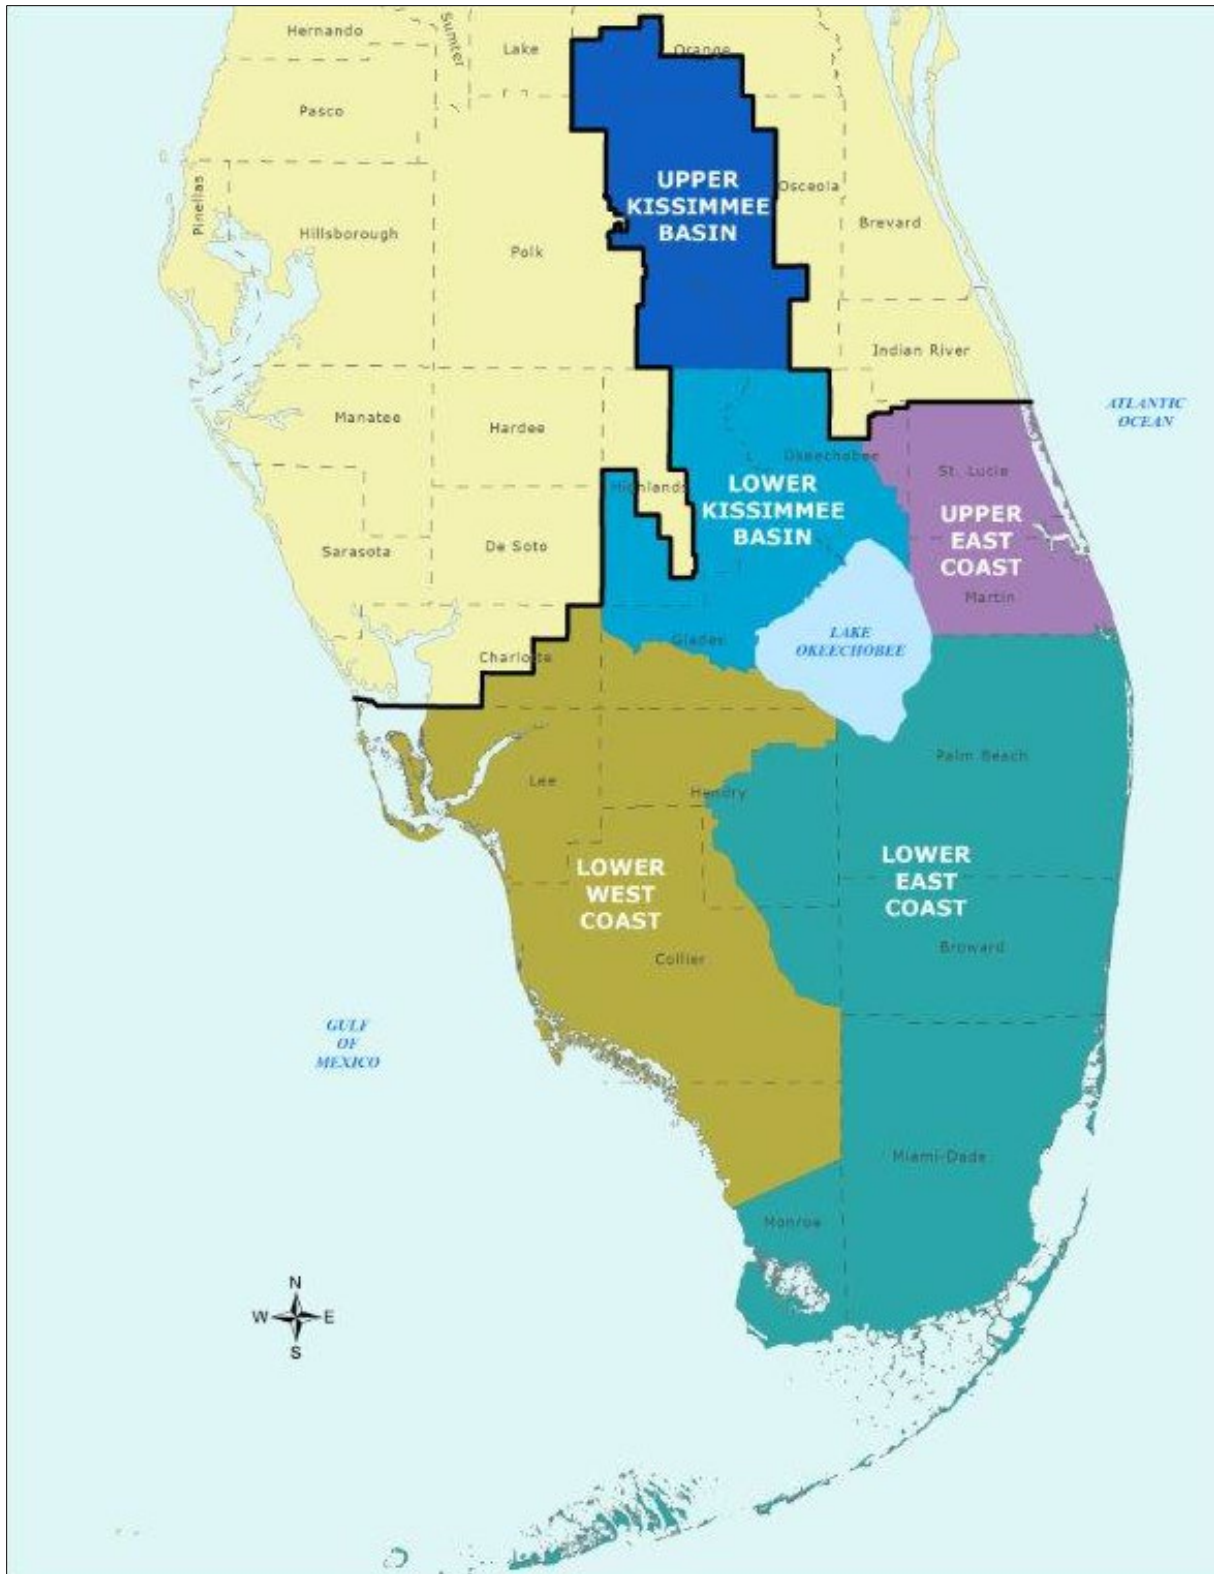 Hernando
Sumter
Lake
Orange
Pasco
Pinellas
Hillsborough
Polk
UPPER
KISSIMMEE
BASIN
Osceola
Brevard
Indian River
ATLANTIC
OCEAN
Manatee
Hardee
Highlands
Okeechobee
St. Lucie
LOWER
KISSIMMEE
BASIN
UPPER
EAST
COAST
Sarasota
De Soto
Martin
Glades
LAKE
OKEECHOBEE
Charlotte
Lee
Hendry
Palm Beach
LOWER
WEST
COAST
LOWER
EAST
COAST
Collier
Broward
GULF
OF
MEXICO
Miami-Dade
Monroe
N
W E
S